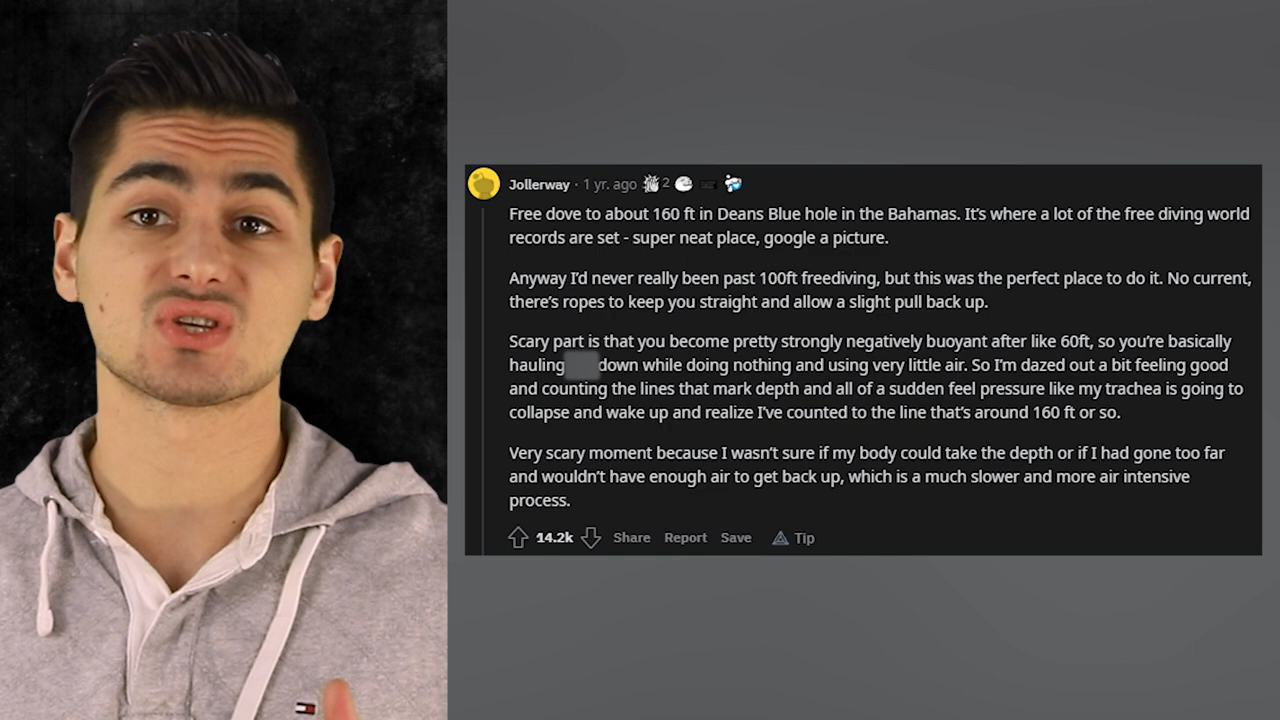 Jollerway · 1 yr. ago 2
Free dove to about 160 ft in Deans Blue hole in the Bahamas. It's where a lot of the free diving world
records are set - super neat place, google a picture.
Anyway I'd never really been past 100ft freediving, but this was the perfect place to do it. No current,
there's ropes to keep you straight and allow a slight pull back up.
Scary part is that you become pretty strongly negatively buoyant after like 60ft, so you're basically
hauling down while doing nothing and using very little air. So I'm dazed out a bit feeling good
and counting the lines that mark depth and all of a sudden feel pressure like my trachea is going to
collapse and wake up and realize I've counted to the line that's around 160 ft or so.
Very scary moment because I wasn't sure if my body could take the depth or if I had gone too far
and wouldn't have enough air to get back up, which is a much slower and more air intensive
process.
14.2k Share Report Save Tip